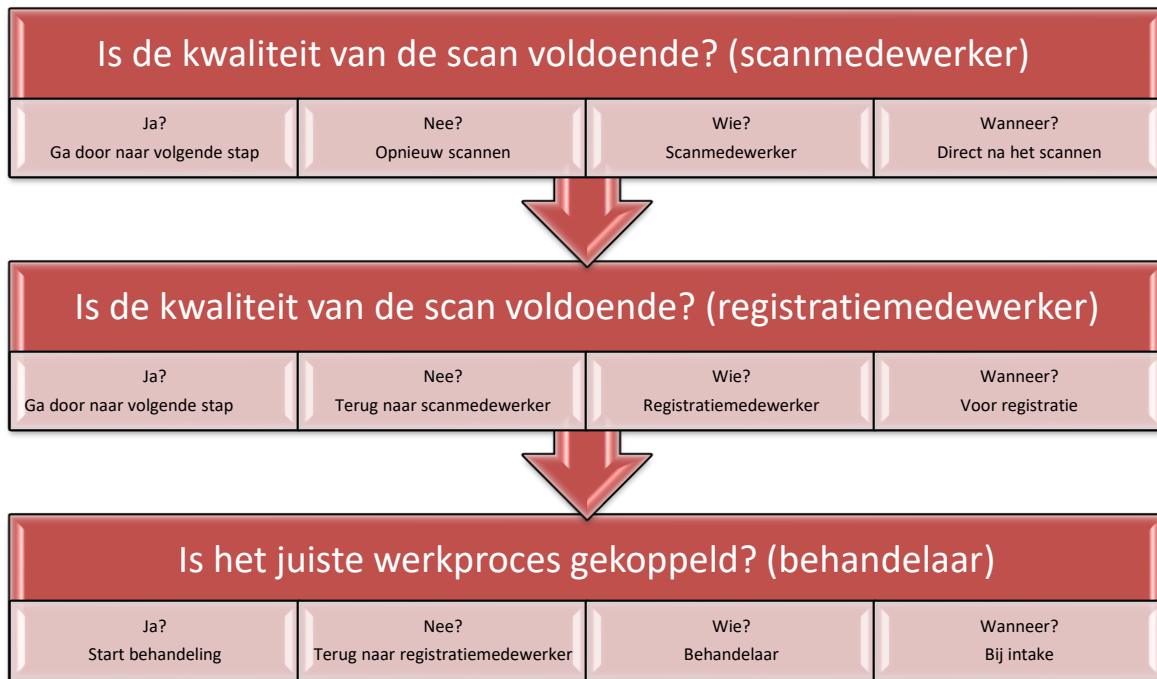 Is de kwaliteit van de scan voldoende? (scanmedewerker)
Ja?
Ga door naar volgende stap
Nee?
Opnieuw scannen
Wie?
Scanmedewerker
Wanneer?
Direct na het scannen
Is de kwaliteit van de scan voldoende? (registratiemedewerker)
Ja?
Ga door naar volgende stap
Nee?
Terug naar scanmedewerker
Wie?
Registratiemedewerker
Wanneer?
Voor registratie
Is het juiste werkproces gekoppeld? (behandelaar)
Ja?
Start behandeling
Nee?
Terug naar registratiemedewerker
Wie?
Behandelaar
Wanneer?
Bij intake